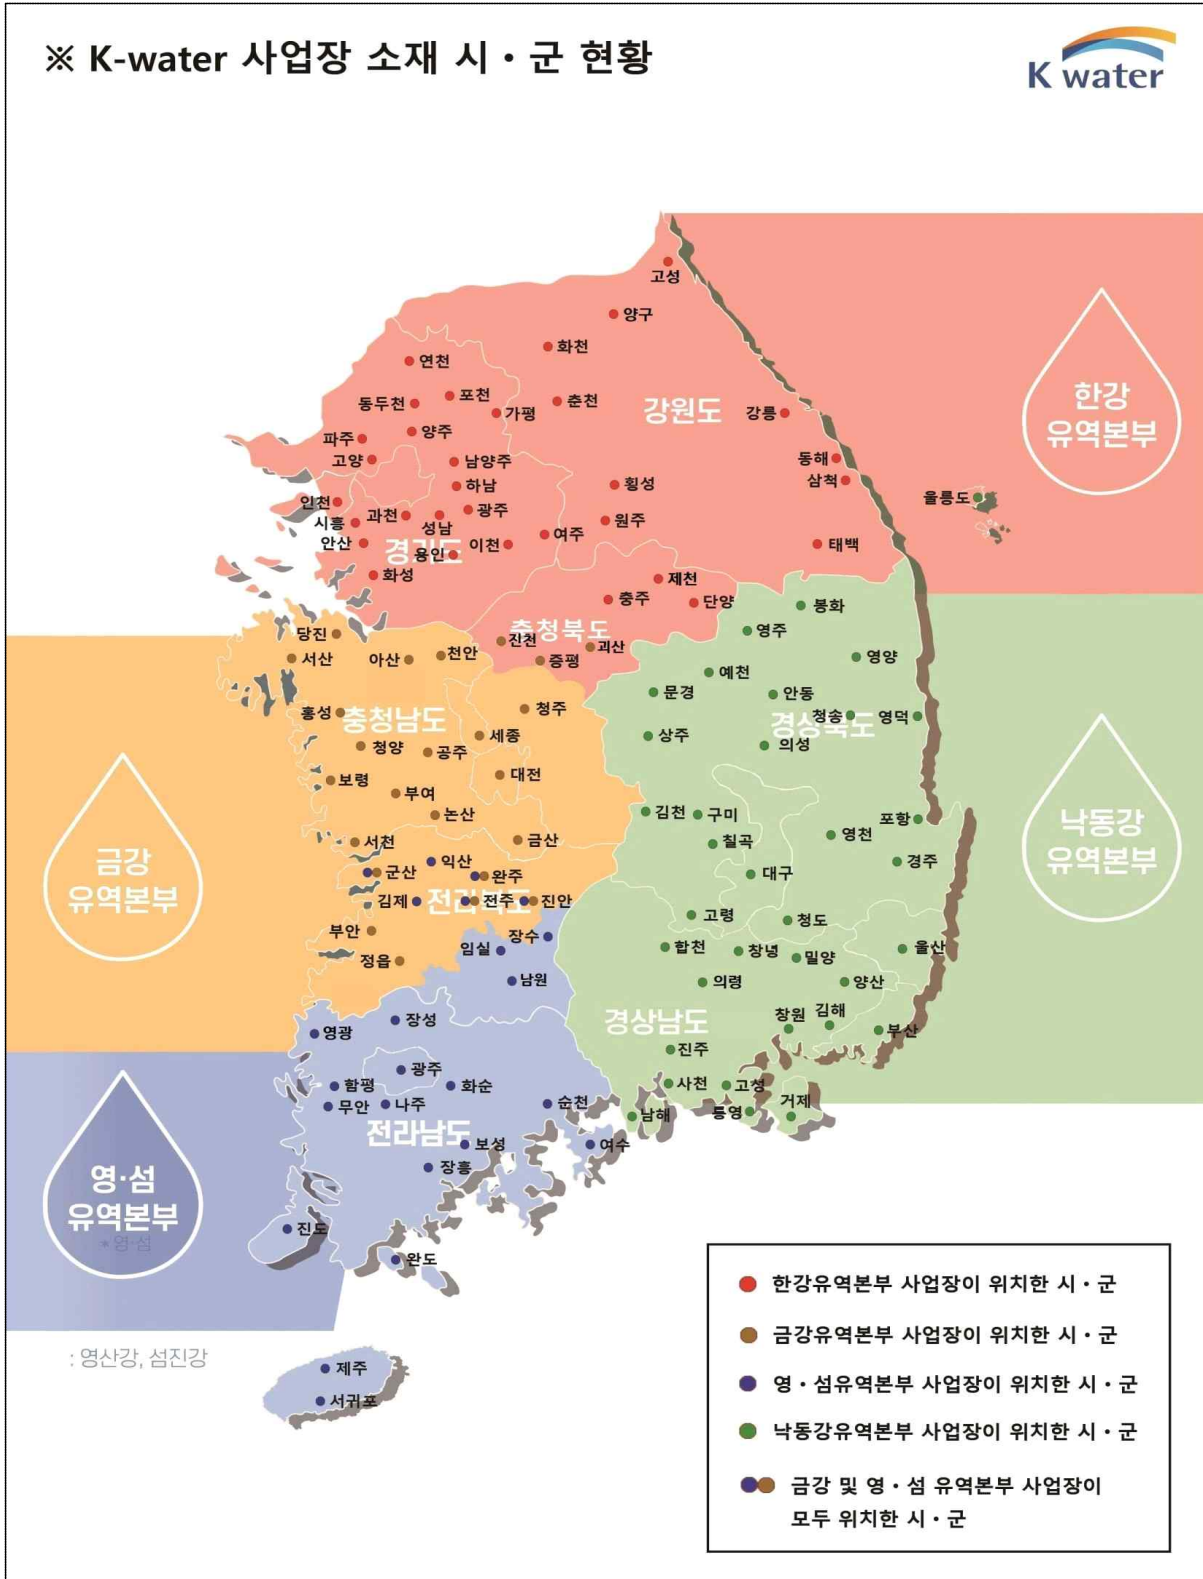 ※ K-water 사업장 소재 시・군 현황
K water
고성
양구
화천
연천
포천
동두천
가평
춘천
강원도
강릉
한강
유역본부
파주
양주
고양
남양주
동해
하남
횡성
삼척
울릉도
인천
시흥
과천
성남
광주
원주
안산
경기도
용인
이천
여주
태백
화성
제천
충주
단양
봉화
당진
진천
충청북도
괴산
영주
서산
아산
천안
증평
예천
영양
문경
안동
홍성
충청남도
청주
청송
경상북도
영덕
청양
공주
세종
상주
의성
보령
대전
부여
논산
김천
구미
포항
서천
금산
칠곡
영천
낙동강
유역본부
금강
유역본부
익산
군산
완주
대구
경주
김제
전라북도
전주
진안
고령
청도
부안
장수
임실
합천
창녕
밀양
울산
정읍
남원
의령
양산
장성
영광
경상남도
창원
김해
부산
광주
진주
함평
화순
사천
고성
무안
나주
순천
남해
통영
거제
전라남도
보성
여수
장흥
영·섬
유역본부
*영·섬
진도
완도
: 영산강, 섬진강
제주
서귀포
한강유역본부 사업장이 위치한 시・군
금강유역본부 사업장이 위치한 시・군
영・섬유역본부 사업장이 위치한 시・군
낙동강유역본부 사업장이 위치한 시・군
금강 및 영・섬 유역본부 사업장이
모두 위치한 시・군